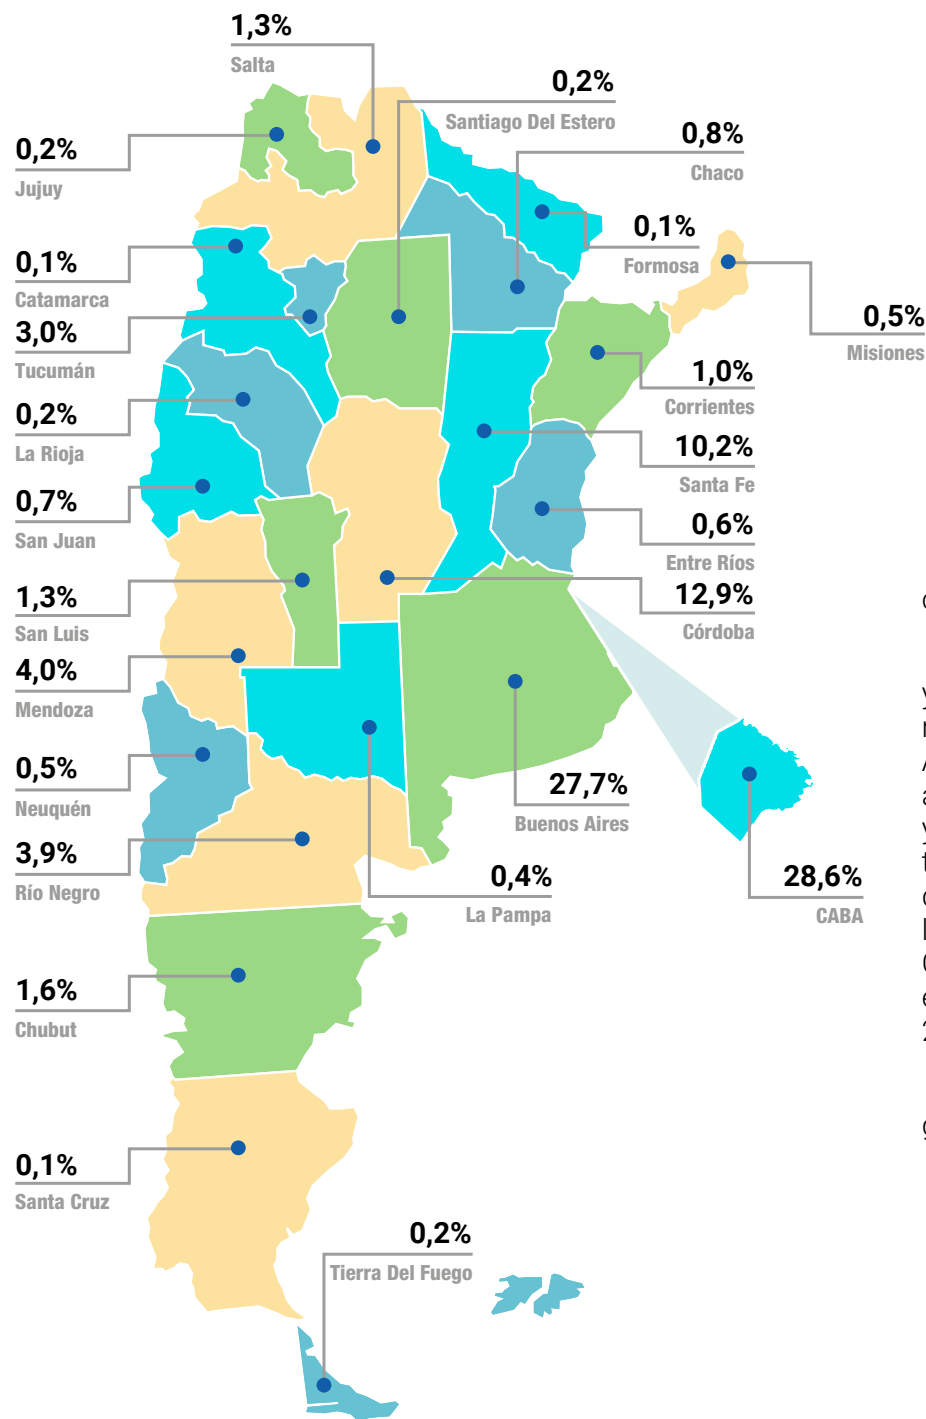 1,3%
Salta
0,2%
Santiago Del Estero
0,8%
Chaco
0,2%
Jujuy
0,1%
Formosa
0,1%
Catamarca
0,5%
Misiones
3,0%
Tucumán
1,0%
Corrientes
0,2%
La Rioja
10,2%
Santa Fe
0,7%
San Juan
0,6%
Entre Ríos
1,3%
San Luis
12,9%
Córdoba
4,0%
Mendoza
0,5%
Neuquén
27,7%
Buenos Aires
3,9%
Río Negro
0,4%
La Pampa
28,6%
CABA
1,6%
Chubut
0,1%
Santa Cruz
0,2%
Tierra Del Fuego